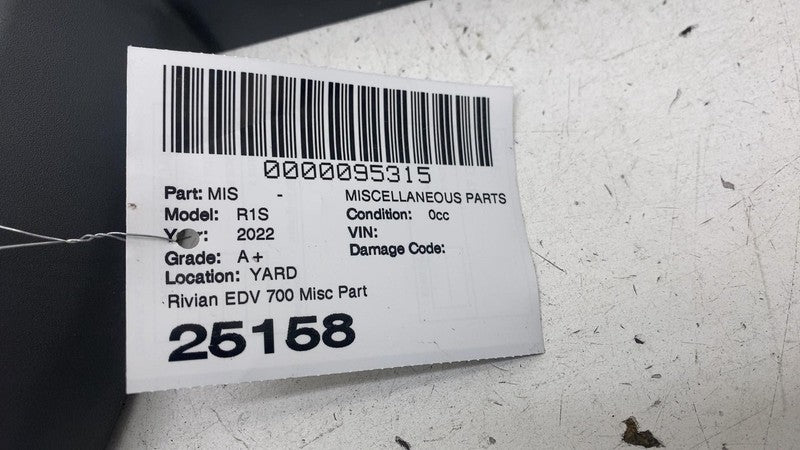 0000095315
Part: MIS - MISCELLANEOUS PARTS
Model: R1S Condition: 0cc
Year: 2022 VIN:
Grade: A+ Damage Code:
Location: YARD
Rivian EDV 700 Misc Part
25158